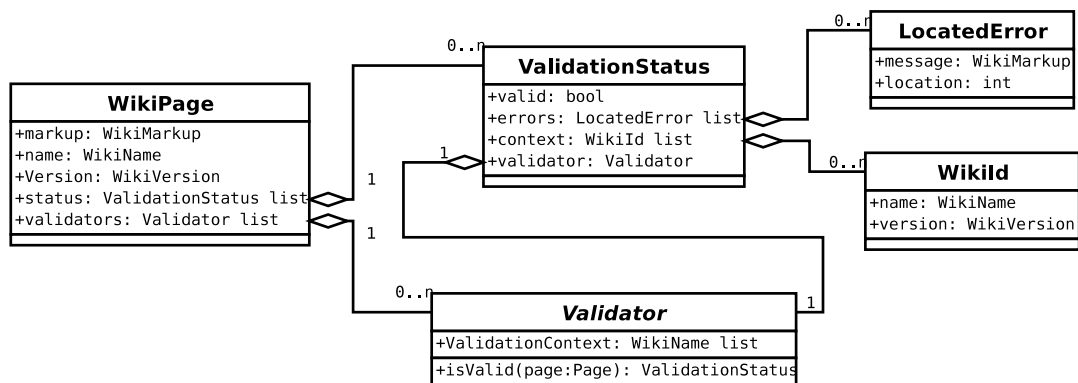 WikiPage
+markup: WikiMarkup
+name: WikiName
+Version: WikiVersion
+status: ValidationStatus list
+validators: Validator list
1
1
0..n
0..n
ValidationStatus
+valid: bool
+errors: LocatedError list
+context: WikiId list
+validator: Validator
1
0..n
0..n
LocatedError
+message: WikiMarkup
+location: int
WikiId
+name: WikiName
+version: WikiVersion
Validator
+ValidationContext: WikiName list
+isValid(page:Page): ValidationStatus
1